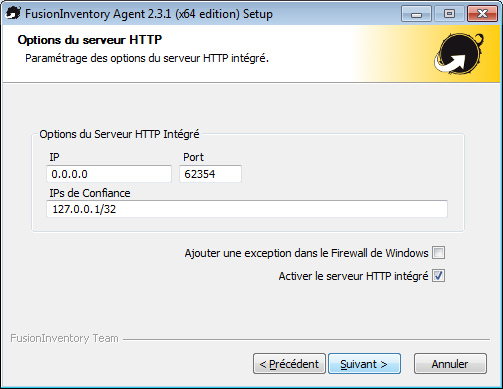 FusionInventory Agent 2.3.1 (x64 edition) Setup
Options du serveur HTTP
Paramétrage des options du serveur HTTP intégré.
Options du Serveur HTTP Intégré
IP Port
0.0.0.0 62354
IPs de Confiance
127.0.0.1/32
Ajouter une exception dans le Firewall de Windows
Activer le serveur HTTP intégré
FusionInventory Team
< Précédent Suivant > Annuler